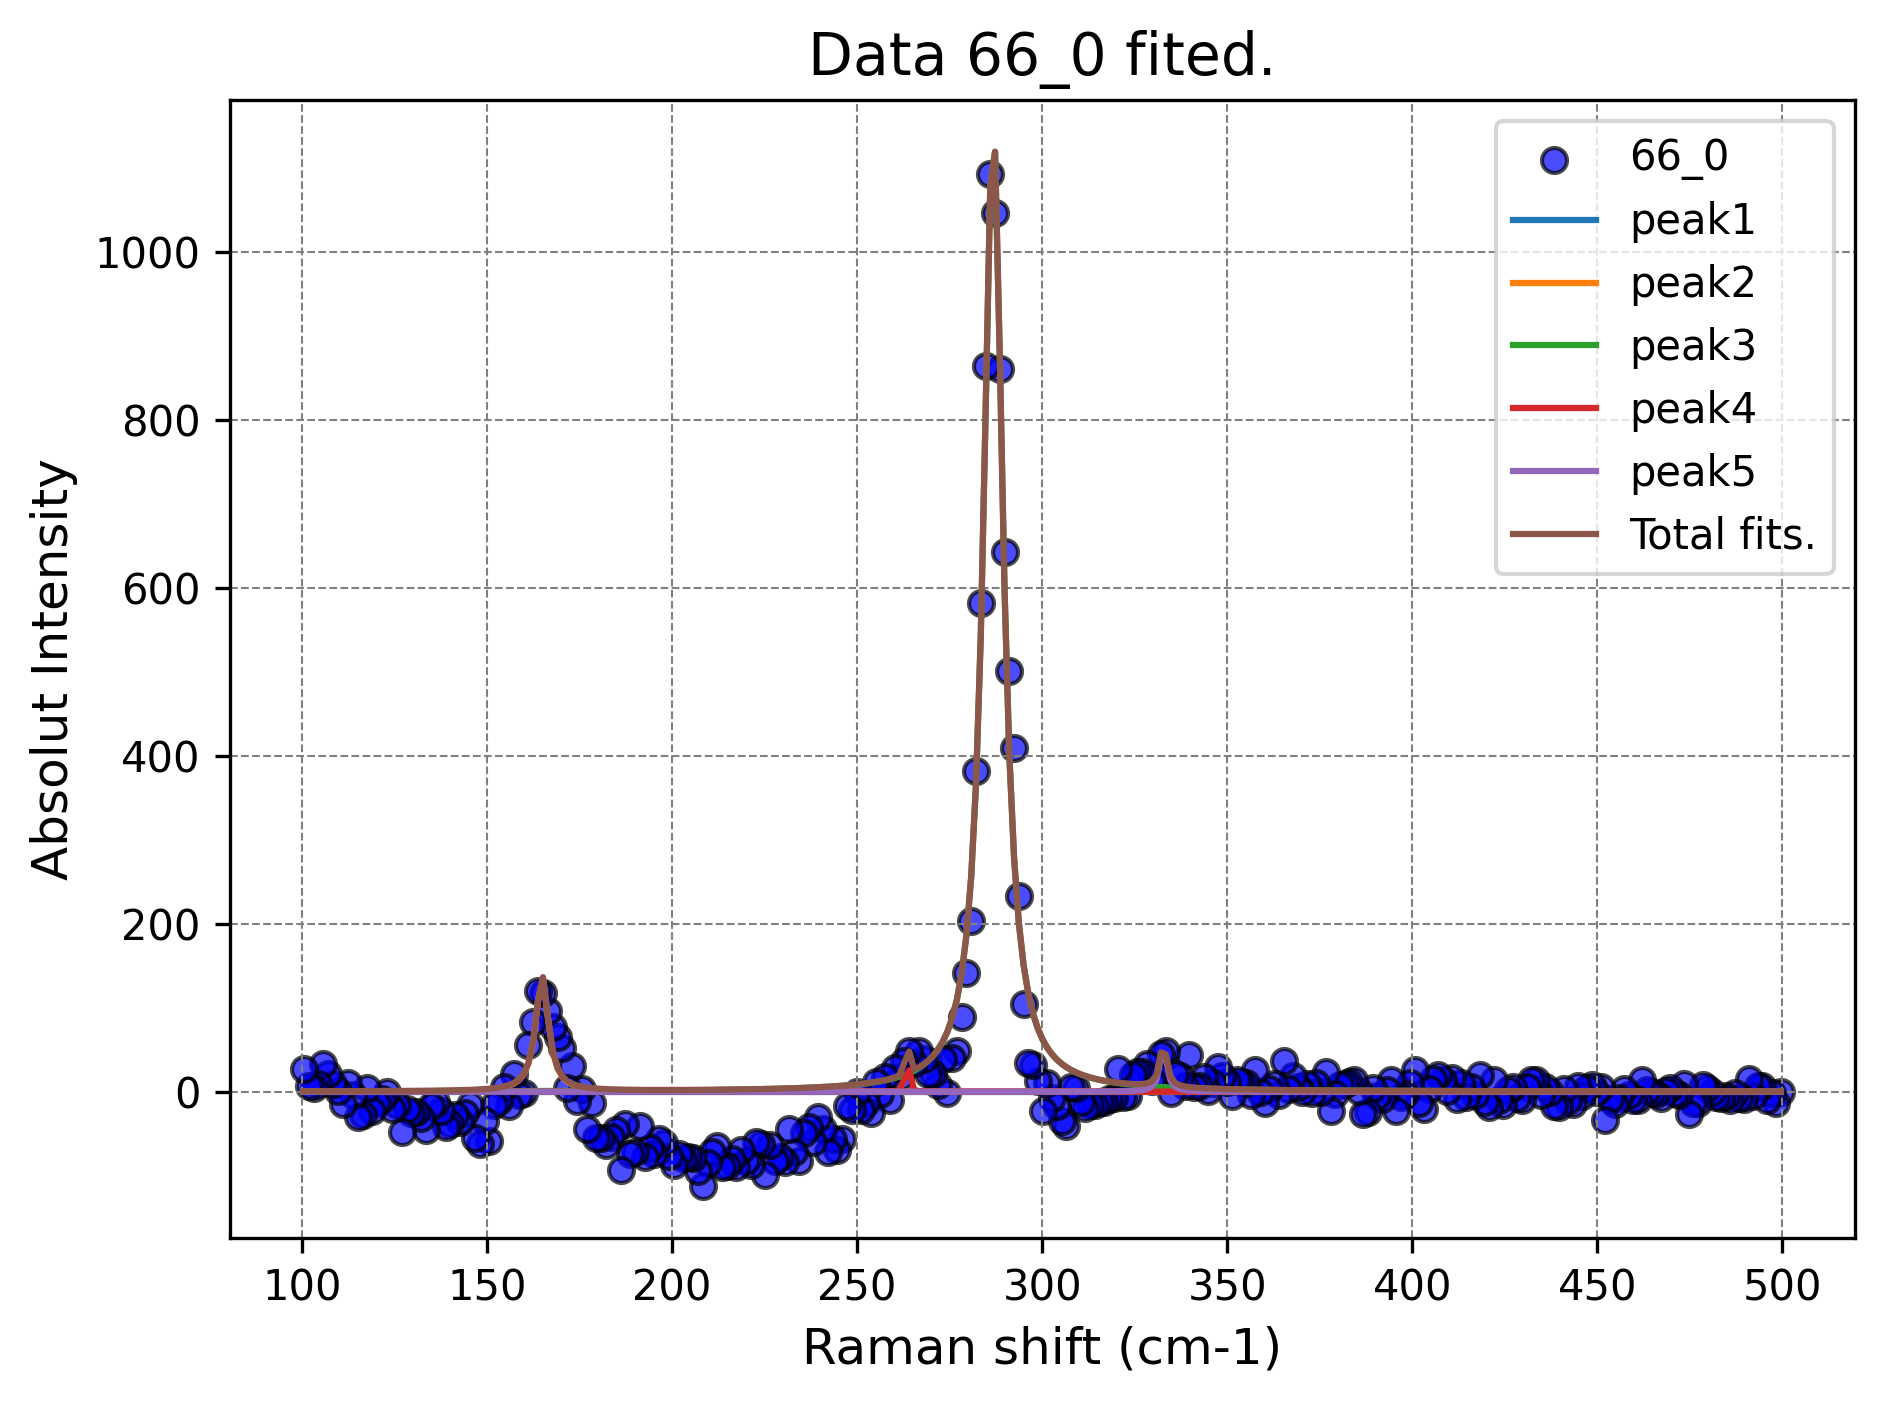 Data 66_0 fited.
Absolut Intensity
1000
800
600
400
200
0
66_0
peak1
peak2
peak3
peak4
peak5
Total fits.
100 150 200 250 300 350 400 450 500
Raman shift (cm-1)